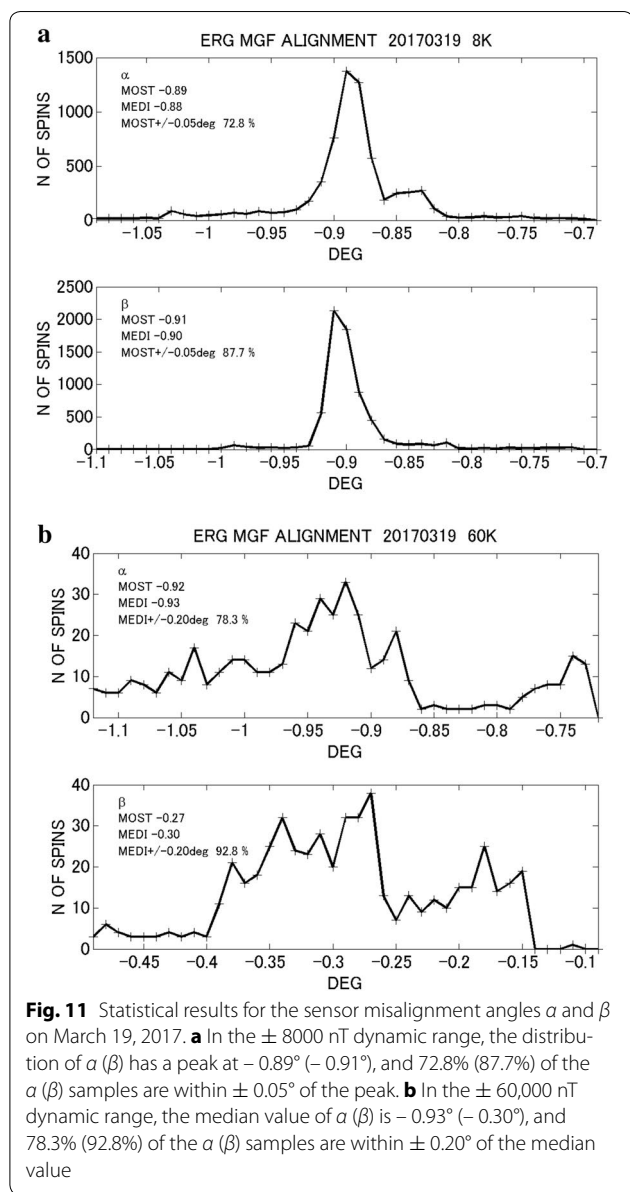 a
ERG MGF ALIGNMENT 20170319 8K
α
MOST -0.89
MEDI -0.88
MOST+/-0.05deg 72.8 %
N OF SPINS
1500
1000
500
0
-1.05 -1 -0.95 -0.9 -0.85 -0.8 -0.75 -0.7
DEG
β
MOST -0.91
MEDI -0.90
MOST+/-0.05deg 87.7 %
N OF SPINS
2500
2000
1500
1000
500
0
-1.1 -1.05 -1 -0.95 -0.9 -0.85 -0.8 -0.75 -0.7
DEG
b
ERG MGF ALIGNMENT 20170319 60K
α
MOST -0.92
MEDI -0.93
MEDI+/-0.20deg 78.3 %
N OF SPINS
40
30
20
10
0
-1.1 -1.05 -1 -0.95 -0.9 -0.85 -0.8 -0.75
DEG
β
MOST -0.27
MEDI -0.30
MEDI+/-0.20deg 92.8 %
N OF SPINS
40
30
20
10
0
-0.45 -0.4 -0.35 -0.3 -0.25 -0.2 -0.15 -0.1
DEG
Fig. 11 Statistical results for the sensor misalignment angles α and β
on March 19, 2017. a In the ± 8000 nT dynamic range, the distribu-
tion of α (β) has a peak at – 0.89° (– 0.91°), and 72.8% (87.7%) of the
α (β) samples are within ± 0.05° of the peak. b In the ± 60,000 nT
dynamic range, the median value of α (β) is – 0.93° (– 0.30°), and
78.3% (92.8%) of the α (β) samples are within ± 0.20° of the median
value